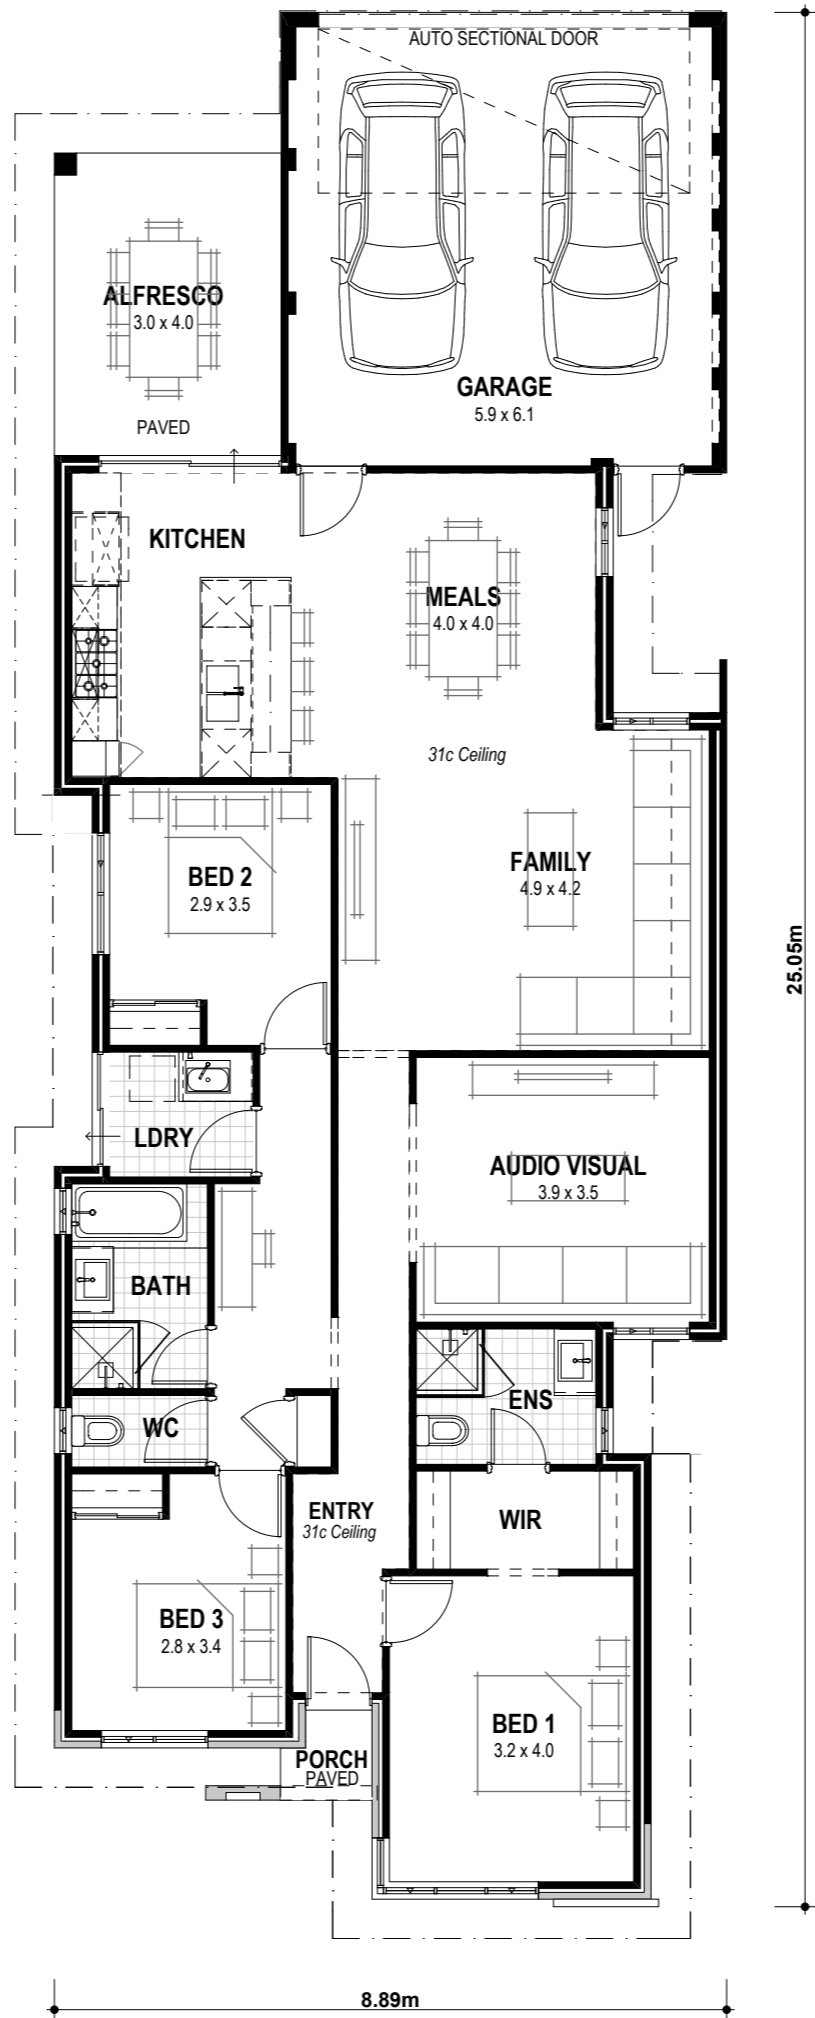 AUTO SECTIONAL DOOR
ALFRESCO
3.0 x 4.0
PAVED
GARAGE
5.9 x 6.1
KITCHEN
MEALS
4.0 x 4.0
31c Ceiling
BED 2
2.9 x 3.5
FAMILY
4.9 x 4.2
25.05m
LDRY
AUDIO VISUAL
3.9 x 3.5
BATH
ENS
WC
ENTRY
31c Ceiling
WIR
BED 3
2.8 x 3.4
BED 1
3.2 x 4.0
PORCH
PAVED
8.89m